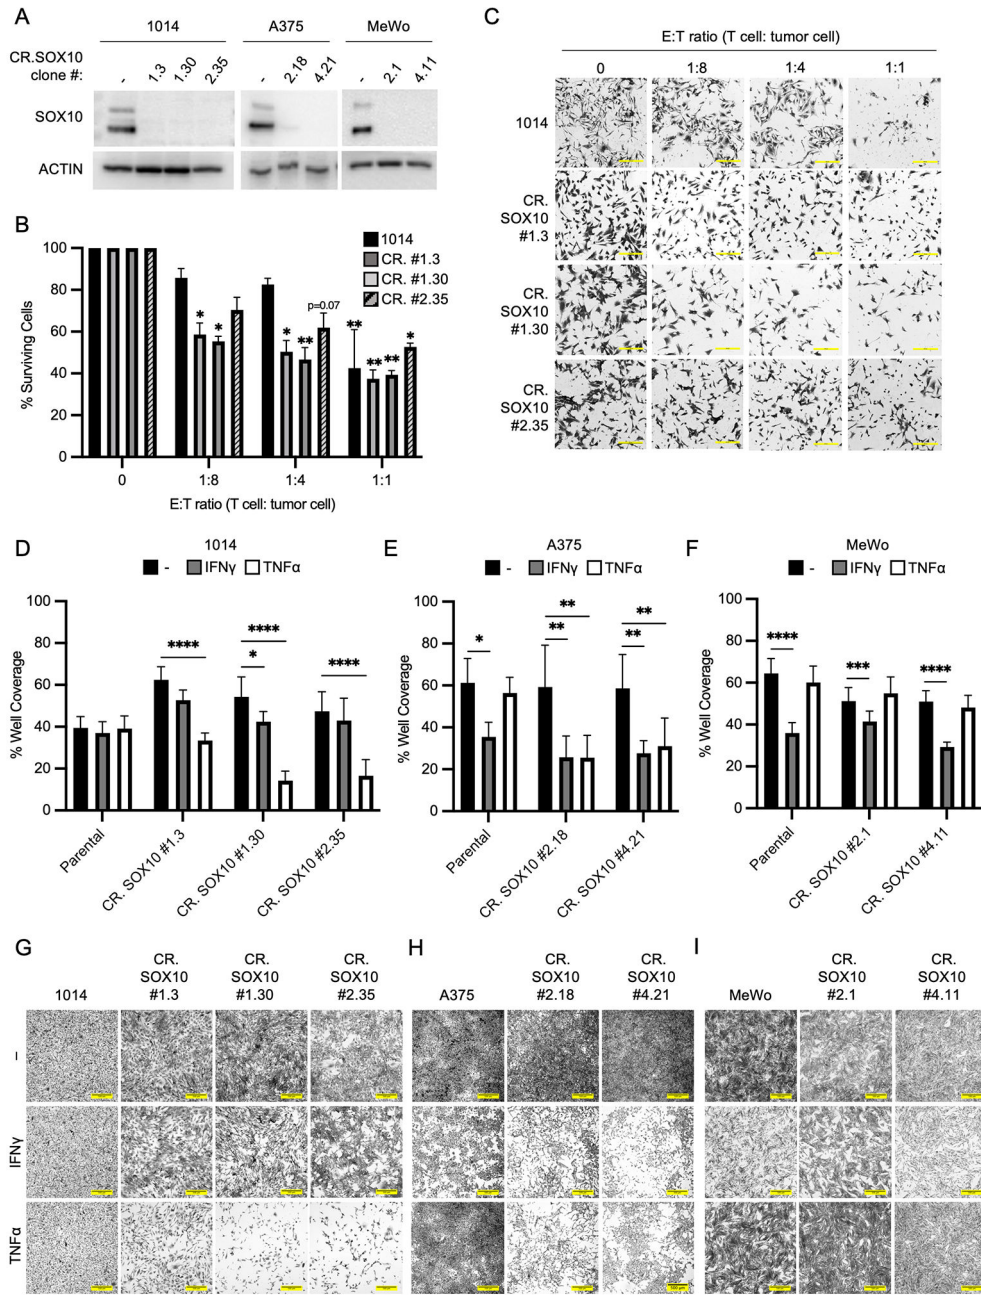 A
1014
A375
MeWo
CR.SOX10
clone #:
-
1.3
1.30
2.35
-
2.18
4.21
-
2.1
4.11
SOX10
ACTIN
B
% Surviving Cells
100
80
60
40
20
0
1014
CR. #1.3
CR. #1.30
CR. #2.35
* * * ** p=0.07 ** ** ** *
0 1:8 1:4 1:1
E:T ratio (T cell: tumor cell)
C
E:T ratio (T cell: tumor cell)
0 1:8 1:4 1:1
1014
CR.
SOX10
#1.3
CR.
SOX10
#1.30
CR.
SOX10
#2.35
D
1014
- IFNγ TNFα
% Well Coverage
100
80
60
40
20
0
****
****
*
****
Parental
CR. SOX10 #1.3
CR. SOX10 #1.30
CR. SOX10 #2.35
E
A375
- IFNγ TNFα
% Well Coverage
100
80
60
40
20
0
*
**
**
**
**
Parental
CR. SOX10 #2.18
CR. SOX10 #4.21
F
MeWo
- IFNγ TNFα
% Well Coverage
100
80
60
40
20
0
****
***
****
Parental
CR. SOX10 #2.1
CR. SOX10 #4.11
G
1014
CR.
SOX10
#1.3
CR.
SOX10
#1.30
CR.
SOX10
#2.35
H
A375
CR.
SOX10
#2.18
CR.
SOX10
#4.21
I
MeWo
CR.
SOX10
#2.1
CR.
SOX10
#4.11
–
IFNγ
TNFα